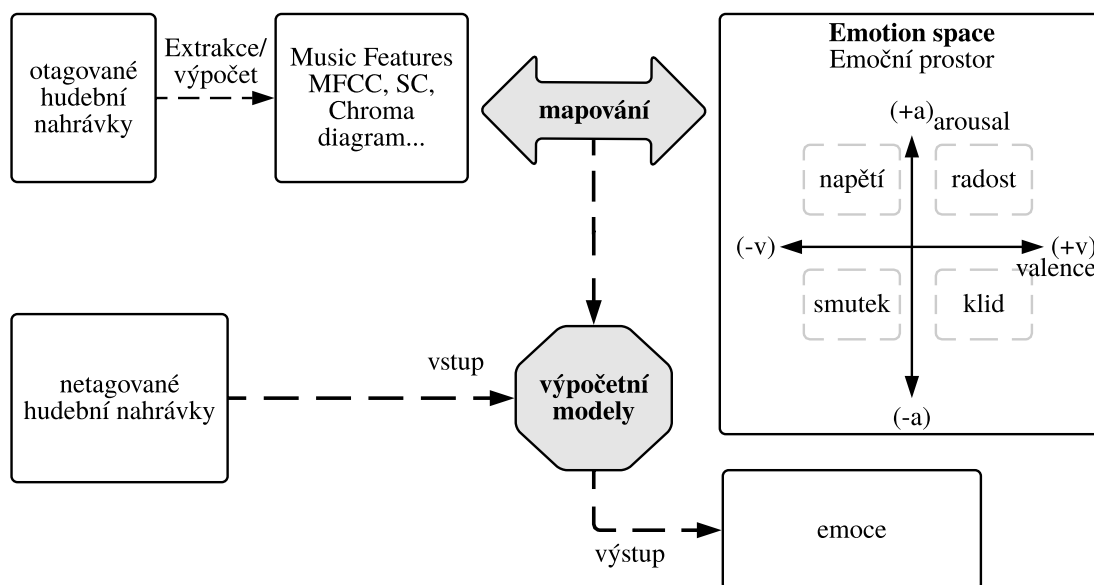 otagované
hudební
nahrávky
Extrakce/
výpočet
Music Features
MFCC, SC,
Chroma
diagram...
mapování
Emotion space
Emoční prostor
(+a)
arousal
napětí
radost
(-v)
(+v)
valence
smutek
klid
(-a)
netagované
hudební nahrávky
vstup
výpočetní
modely
výstup
emoce